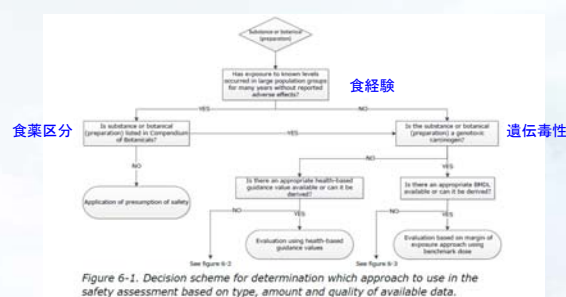 Substance or botanical
(preparation)
Has exposure to known levels
occurred in large population groups
for many years without reported
adverse effects?
食経験
YES
NO
食薬区分
Is substance or botanical
(preparation) listed in Compendium
of Botanicals?
YES
Is the substance or botanical
(preparation) a genotoxic
carcinogen?
遺伝毒性
NO
NO
YES
Application of presumption of safety
Is there an appropriate health-based
guidance value available or can it be
derived?
Is there an appropriate BMDL
available or can it be derived?
NO
YES
NO
YES
See figure 6-2
Evaluation using health-based
guidance values
See figure 6-3
Evaluation based on margin of
exposure approach using
benchmark dose
Figure 6-1. Decision scheme for determination which approach to use in the
safety assessment based on type, amount and quality of available data.